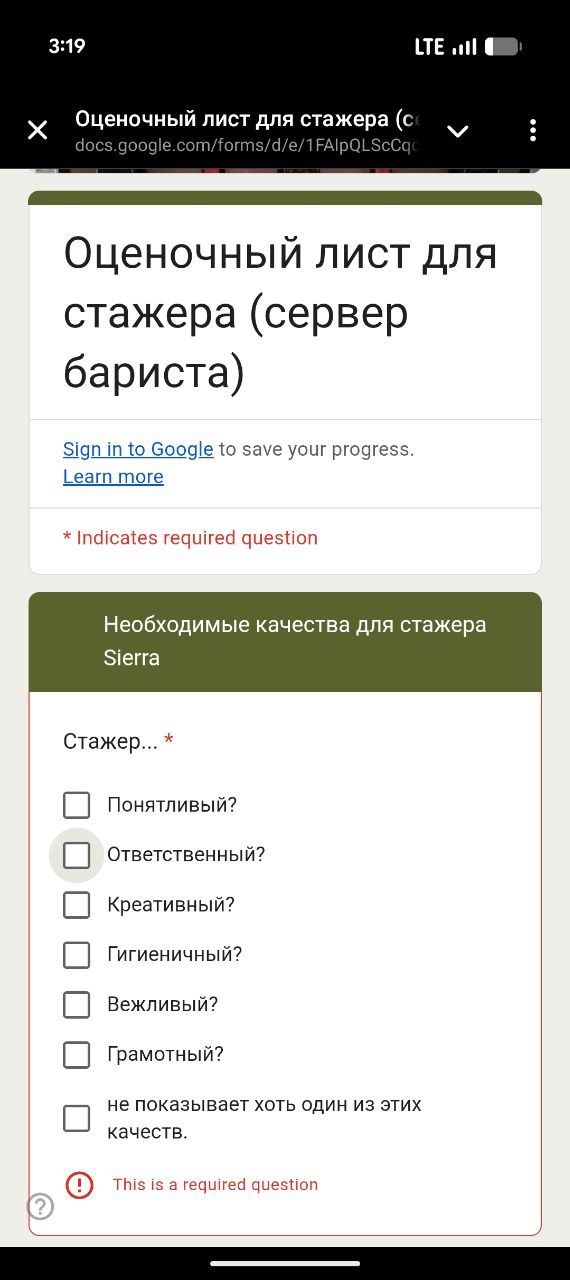 3:19
LTE
Оценочный лист для стажера (се
docs.google.com/forms/d/e/1FAIpQLScCqc
Оценочный лист для
стажера (сервер
бариста)
Sign in to Google to save your progress.
Learn more
* Indicates required question
Необходимые качества для стажера
Sierra
Стажер... *
Понятливый?
Ответственный?
Креативный?
Гигиеничный?
Вежливый?
Грамотный?
не показывает хоть один из этих
качеств.
This is a required question